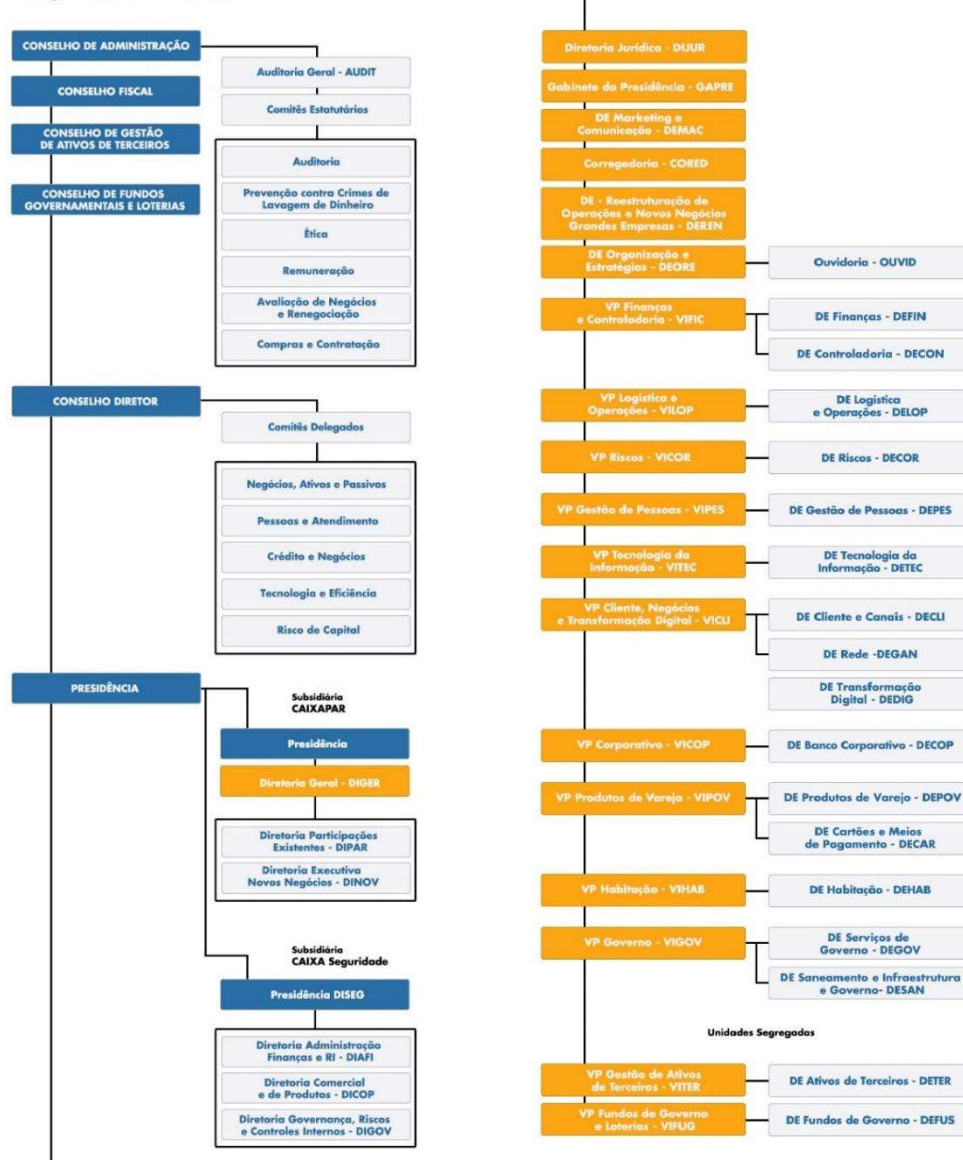 CONSELHO DE ADMINISTRAÇÃO
Auditoria Geral - AUDIT
CONSELHO FISCAL
Comitês Estatutários
CONSELHO DE GESTÃO
DE ATIVOS DE TERCEIROS
Auditoria
CONSELHO DE FUNDOS
GOVERNAMENTAIS E LOTERIAS
Prevenção contra Crimes de
Lavagem de Dinheiro
Ética
Remuneração
Avaliação de Negócios
e Renegociação
Compras e Contratação
CONSELHO DIRETOR
Comitês Delegados
Negócios, Ativos e Passivos
Pessoas e Atendimento
Crédito e Negócios
Tecnologia e Eficiência
Risco de Capital
PRESIDÊNCIA
Subsidiária
CAIXAPAR
Presidência
Diretoria Geral - DIGER
Diretoria Participações
Existentes - DIPAR
Diretoria Executiva
Novos Negócios - DINOV
Subsidiária
CAIXA Seguridade
Presidência DISEG
Diretoria Administração
Finanças e RI - DIAFI
Diretoria Comercial
e de Produtos - DICOP
Diretoria Governança, Riscos
e Controles Internos - DIGOV
Diretoria Jurídica - DIJUR
Gabinete da Presidência - GAPRE
DE Marketing e
Comunicação - DEMAC
Corregedoria - CORED
DE - Reestruturação de
Operações e Novos Negócios
Grandes Empresas - DEREN
DE Organização e
Estratégias - DEORE
Ouvidoria - OUVID
VP Finanças
e Controladoria - VIFIC
DE Finanças - DEFIN
DE Controladoria - DECON
VP Logística e
Operações - VILOP
DE Logística
e Operações - DELOP
VP Riscos - VICOR
DE Riscos - DECOR
VP Gestão de Pessoas - VIPES
DE Gestão de Pessoas - DEPES
VP Tecnologia da
Informação - VITEC
DE Tecnologia da
Informação - DETEC
VP Cliente, Negócios
e Transformação Digital - VICLI
DE Cliente e Canais - DECLI
DE Rede -DEGAN
DE Transformação
Digital - DEDIG
VP Corporativo - VICOP
DE Banco Corporativo - DECOP
VP Produtos de Varejo - VIPOV
DE Produtos de Varejo - DEPOV
DE Cartões e Meios
de Pagamento - DECAR
VP Habitação - VIHAB
DE Habitação - DEHAB
VP Governo - VIGOV
DE Serviços de
Governo - DEGOV
DE Saneamento e Infraestrutura
e Governo- DESAN
Unidades Segregadas
VP Gestão de Ativos
de Terceiros - VITER
DE Ativos de Terceiros - DETER
VP Fundos de Governo
e Loterias - VIFUG
DE Fundos de Governo - DEFUS